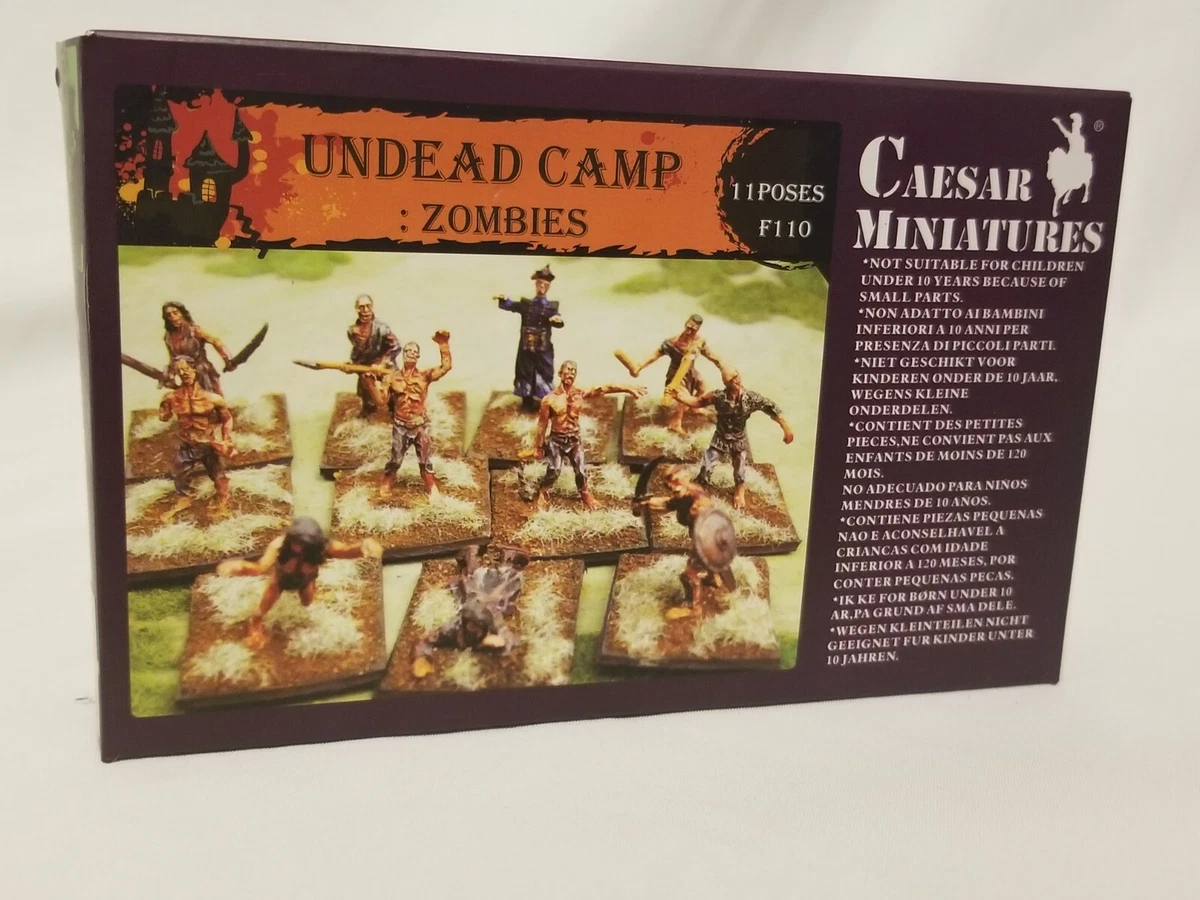 UNDEAD CAMP
: ZOMBIES
11POSES
F110
CAESAR
MINIATURES
®
*NOT SUITABLE FOR CHILDREN
UNDER 10 YEARS BECAUSE OF
SMALL PARTS.
*NON ADATTO AI BAMBINI
INFERIORI A 10 ANNI PER
PRESENZA DI PICCOLI PARTI.
*NIET GESCHIKT VOOR
KINDEREN ONDER DE 10 JAAR,
WEGENS KLEINE
ONDERDELEN.
*CONTIENT DES PETITES
PIECES,NE CONVIENT PAS AUX
ENFANTS DE MOINS DE 120
MOIS.
NO ADECUADO PARA NINOS
MENDRES DE 10 ANOS.
*CONTIENE PIEZAS PEQUENAS
NAO E ACONSELHAVEL A
CRIANCAS COM IDADE
INFERIOR A 120 MESES, POR
CONTER PEQUENAS PECAS.
*IK KE FOR BØRN UNDER 10
AR,PA GRUND AF SMA DELE.
*WEGEN KLEINTEILEN NICHT
GEEIGNET FUR KINDER UNTER
10 JAHREN.